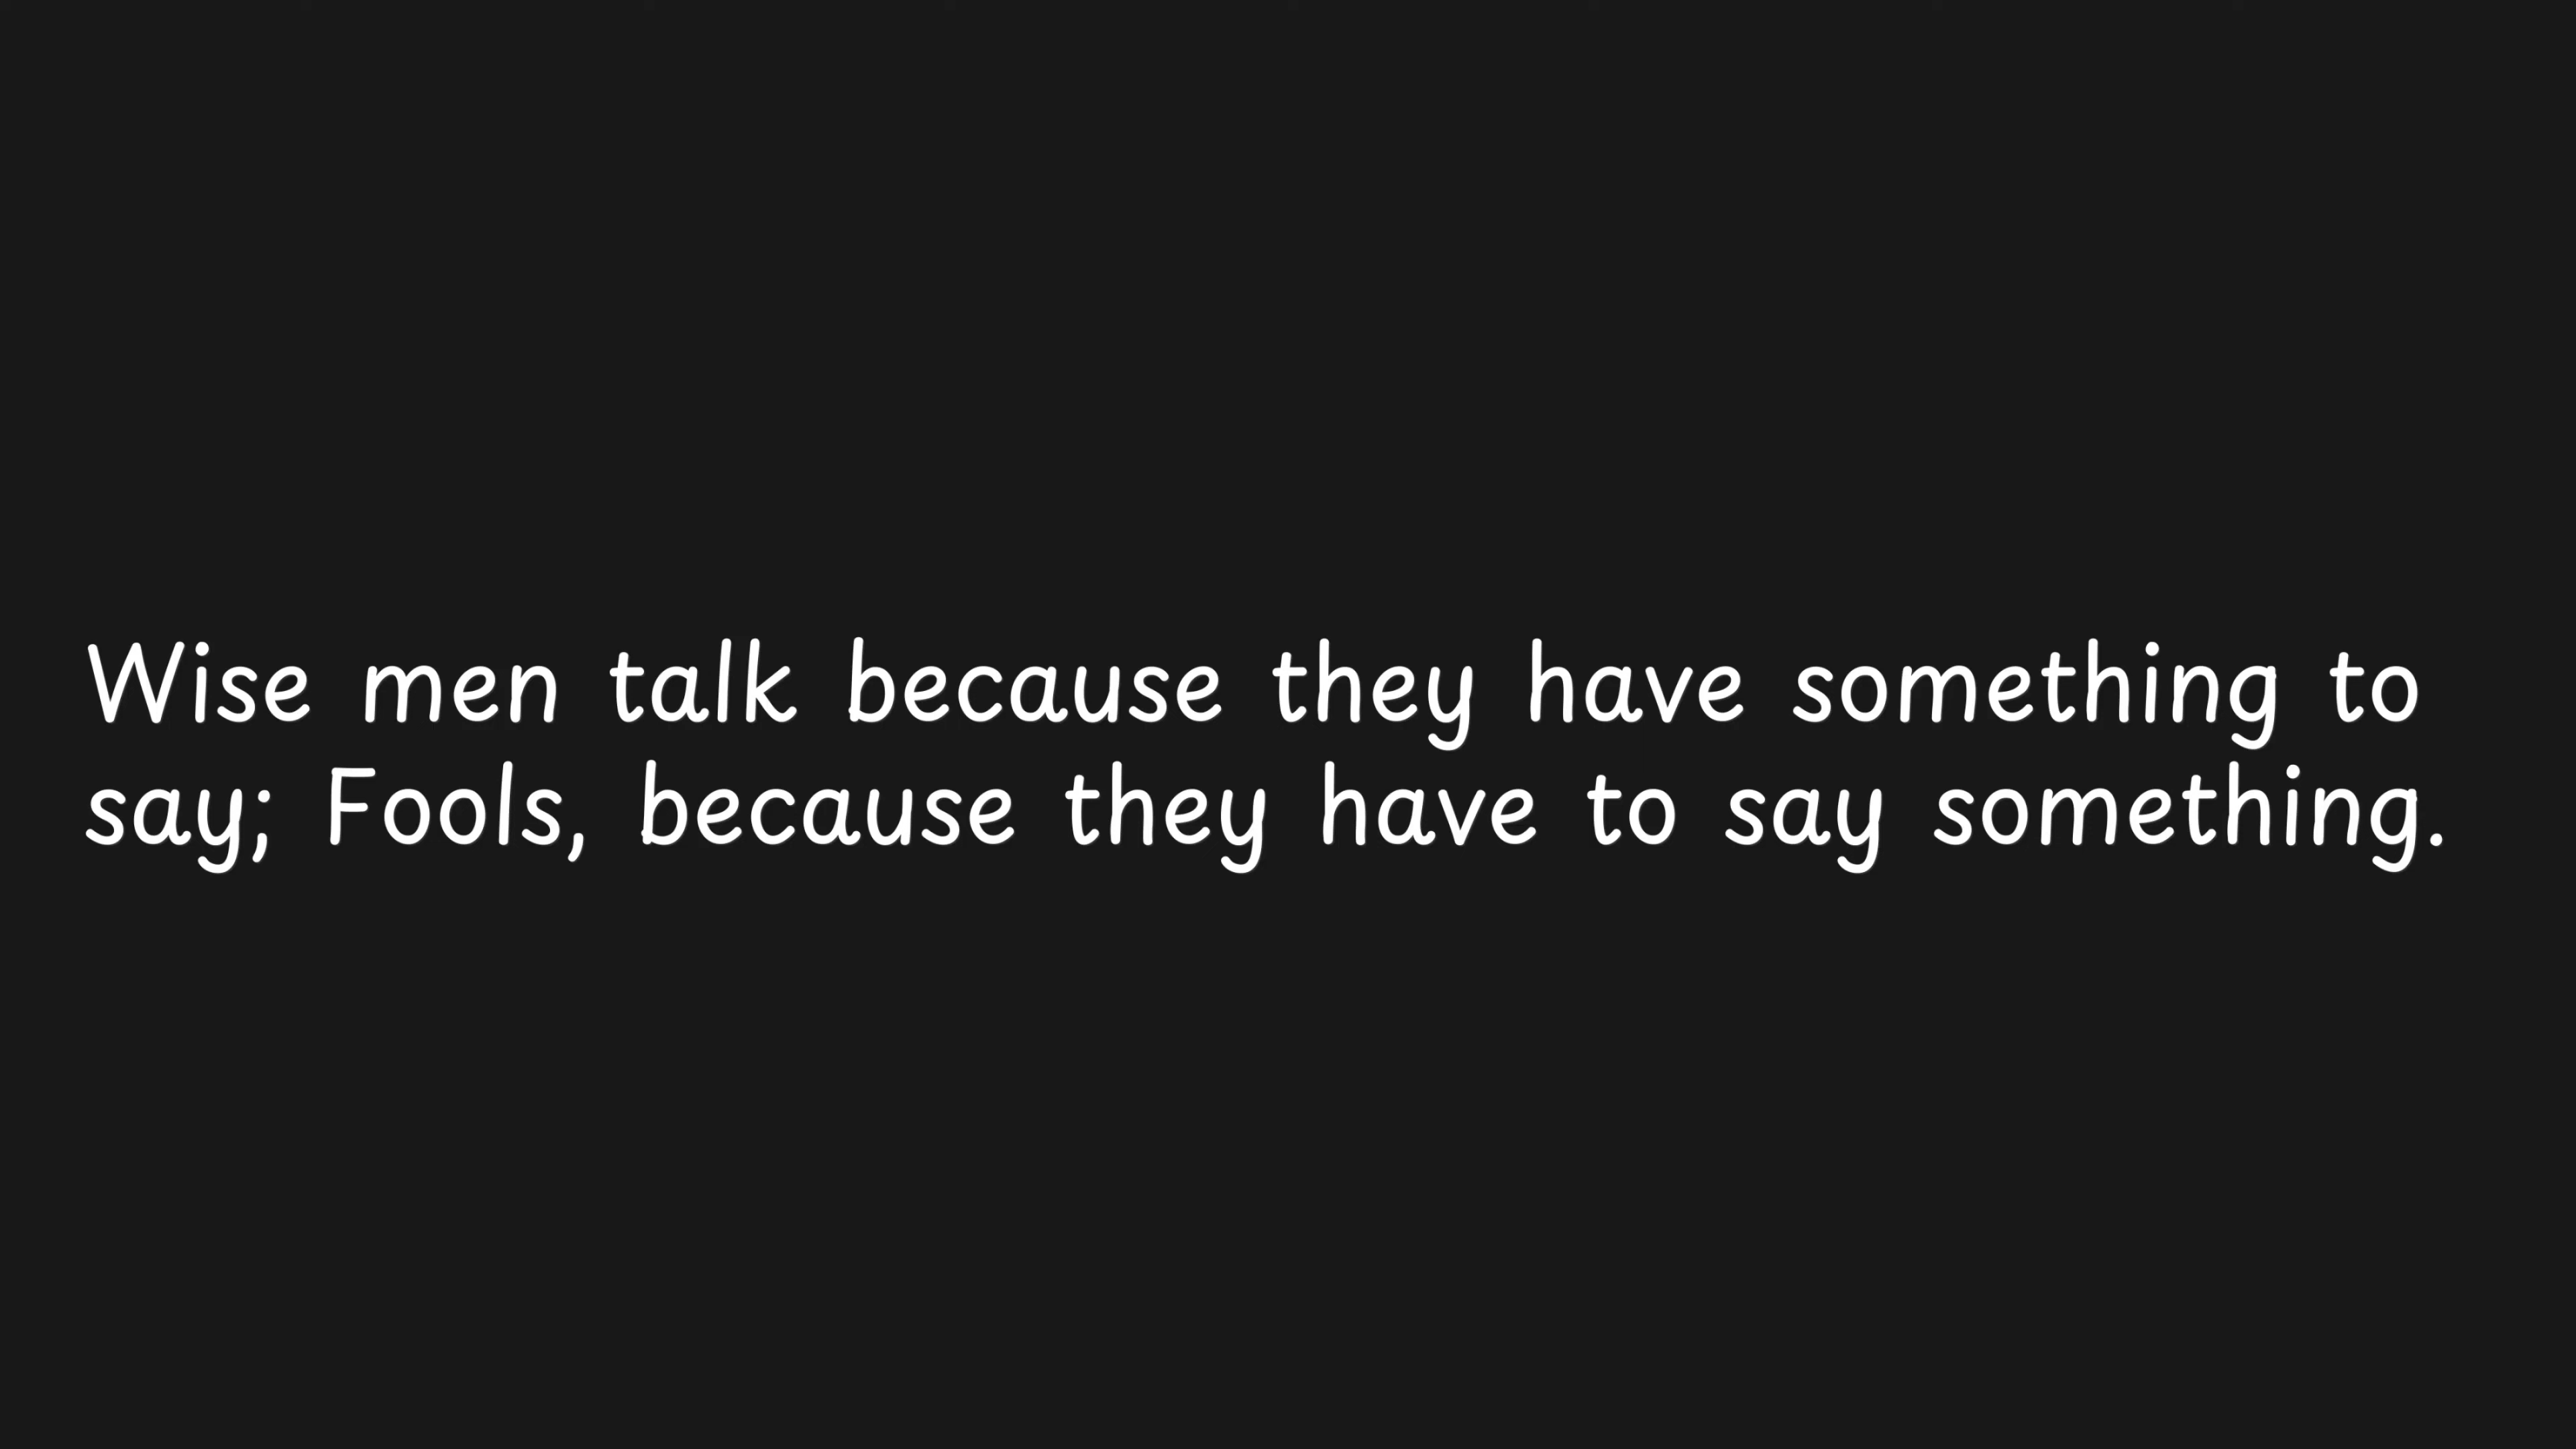 Wise men talk because they have something to
say; Fools, because they have to say something.